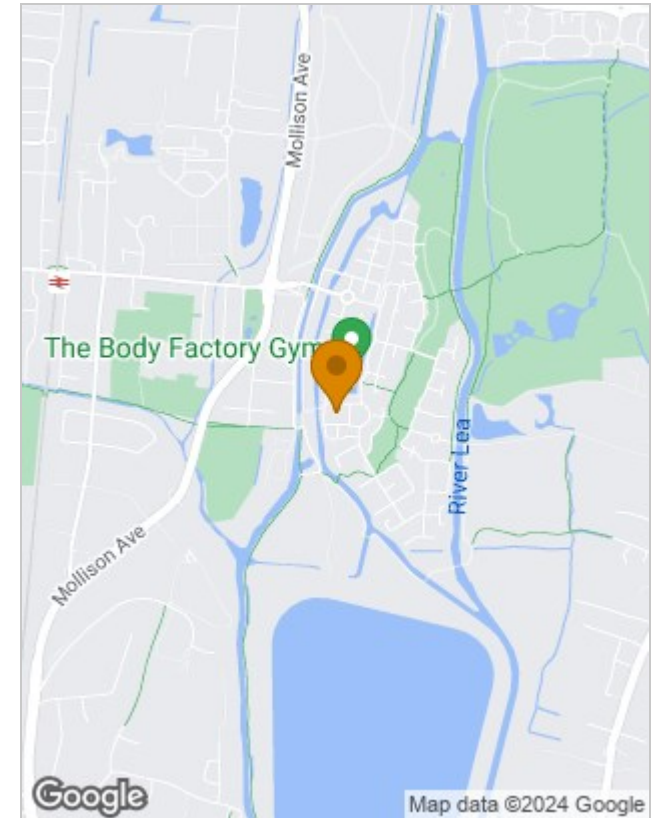 Mollison Ave
The Body Factory Gym
River Lea
Mollison Ave
Google
Map data ©2024 Google